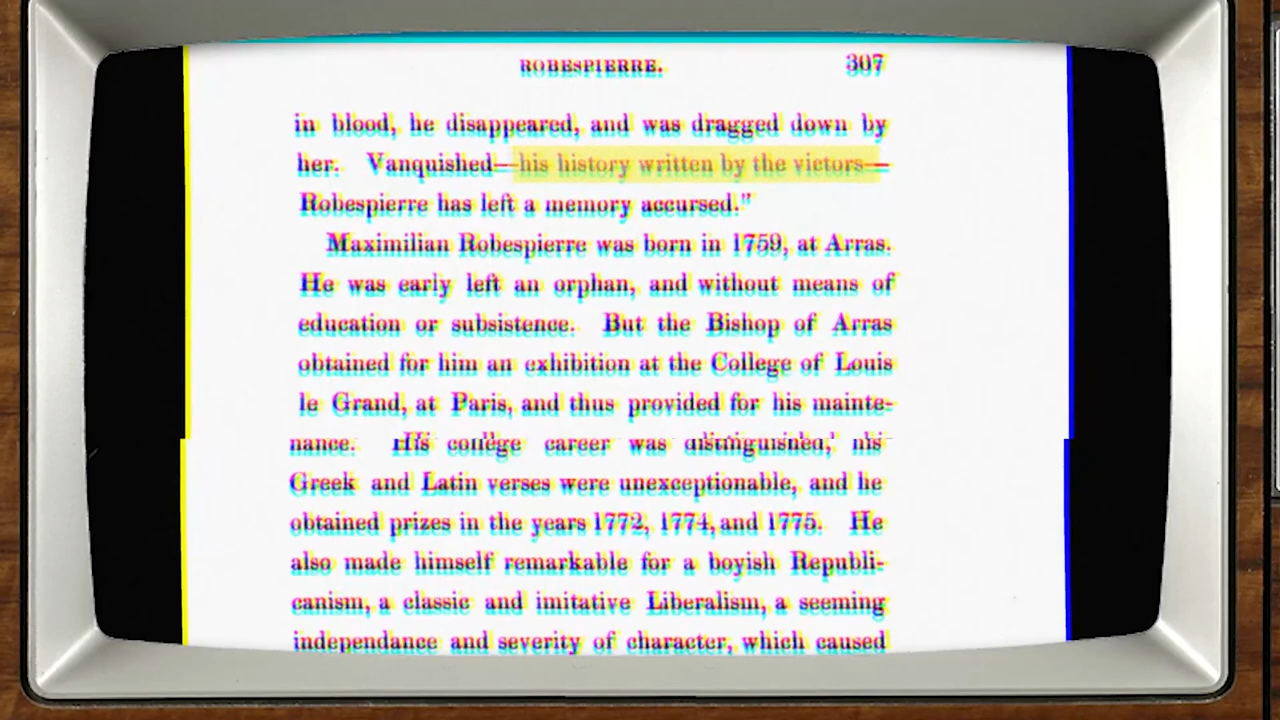 ROBESPIERRE. 307
in blood, he disappeared, and was dragged down by
her. Vanquished—his history written by the victors—
Robespierre has left a memory accursed."
Maximilian Robespierre was born in 1759, at Arras.
He was early left an orphan, and without means of
education or subsistence. But the Bishop of Arras
obtained for him an exhibition at the College of Louis
le Grand, at Paris, and thus provided for his mainte-
nance. His college career was distinguished, his
Greek and Latin verses were unexceptionable, and he
obtained prizes in the years 1772, 1774, and 1775. He
also made himself remarkable for a boyish Republi-
canism, a classic and imitative Liberalism, a seeming
independance and severity of character, which caused